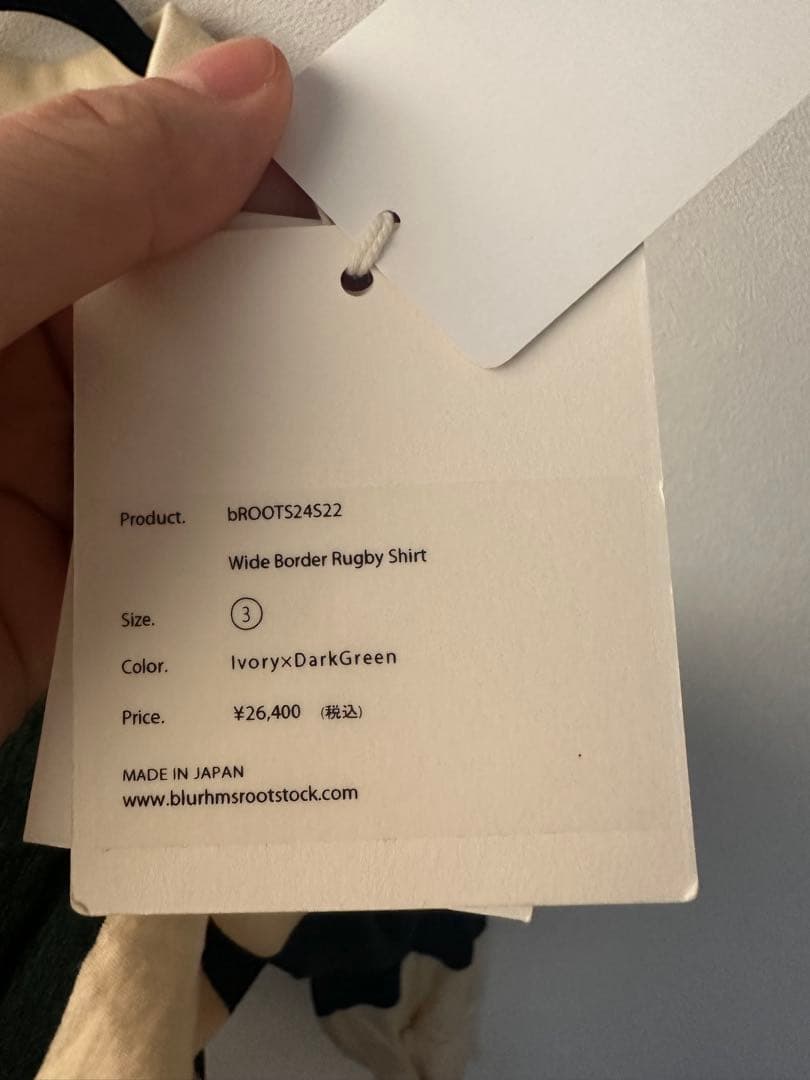 Product. bROOTS24S22
Wide Border Rugby Shirt
Size. ③
Color. Ivory×DarkGreen
Price. ¥26,400 (税込)
MADE IN JAPAN
www.blurhmsrootstock.com